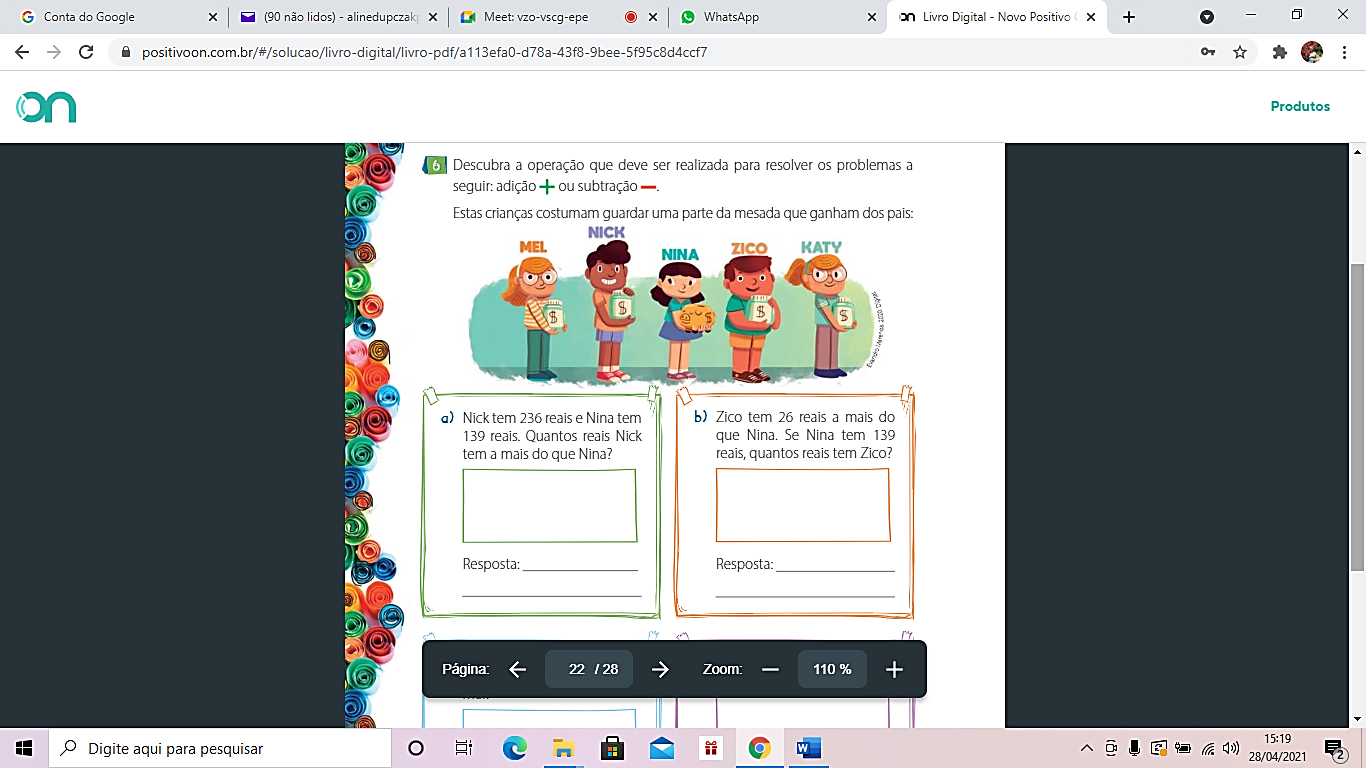 Conta do Google
(90 não lidos) - alinedupczak
Meet: vzo-vscg-epe
WhatsApp
Livro Digital - Novo Positivo
positivoon.com.br/#/solucao/livro-digital/livro-pdf/a113efa0-d78a-43f8-9bee-5f95c8d4ccf7
on
Produtos
6 Descubra a operação que deve ser realizada para resolver os problemas a
seguir: adição + ou subtração −.
Estas crianças costumam guardar uma parte da mesada que ganham dos pais:
MEL
NICK
NINA
ZICO
KATY
$
$
$
$
$
2020. Digital.
a) Nick tem 236 reais e Nina tem
139 reais. Quantos reais Nick
tem a mais do que Nina?
Resposta:
b) Zico tem 26 reais a mais do
que Nina. Se Nina tem 139
reais, quantos reais tem Zico?
Resposta:
Página: 22 / 28 Zoom: 110 %
Digite aqui para pesquisar
15:19
28/04/2021
2